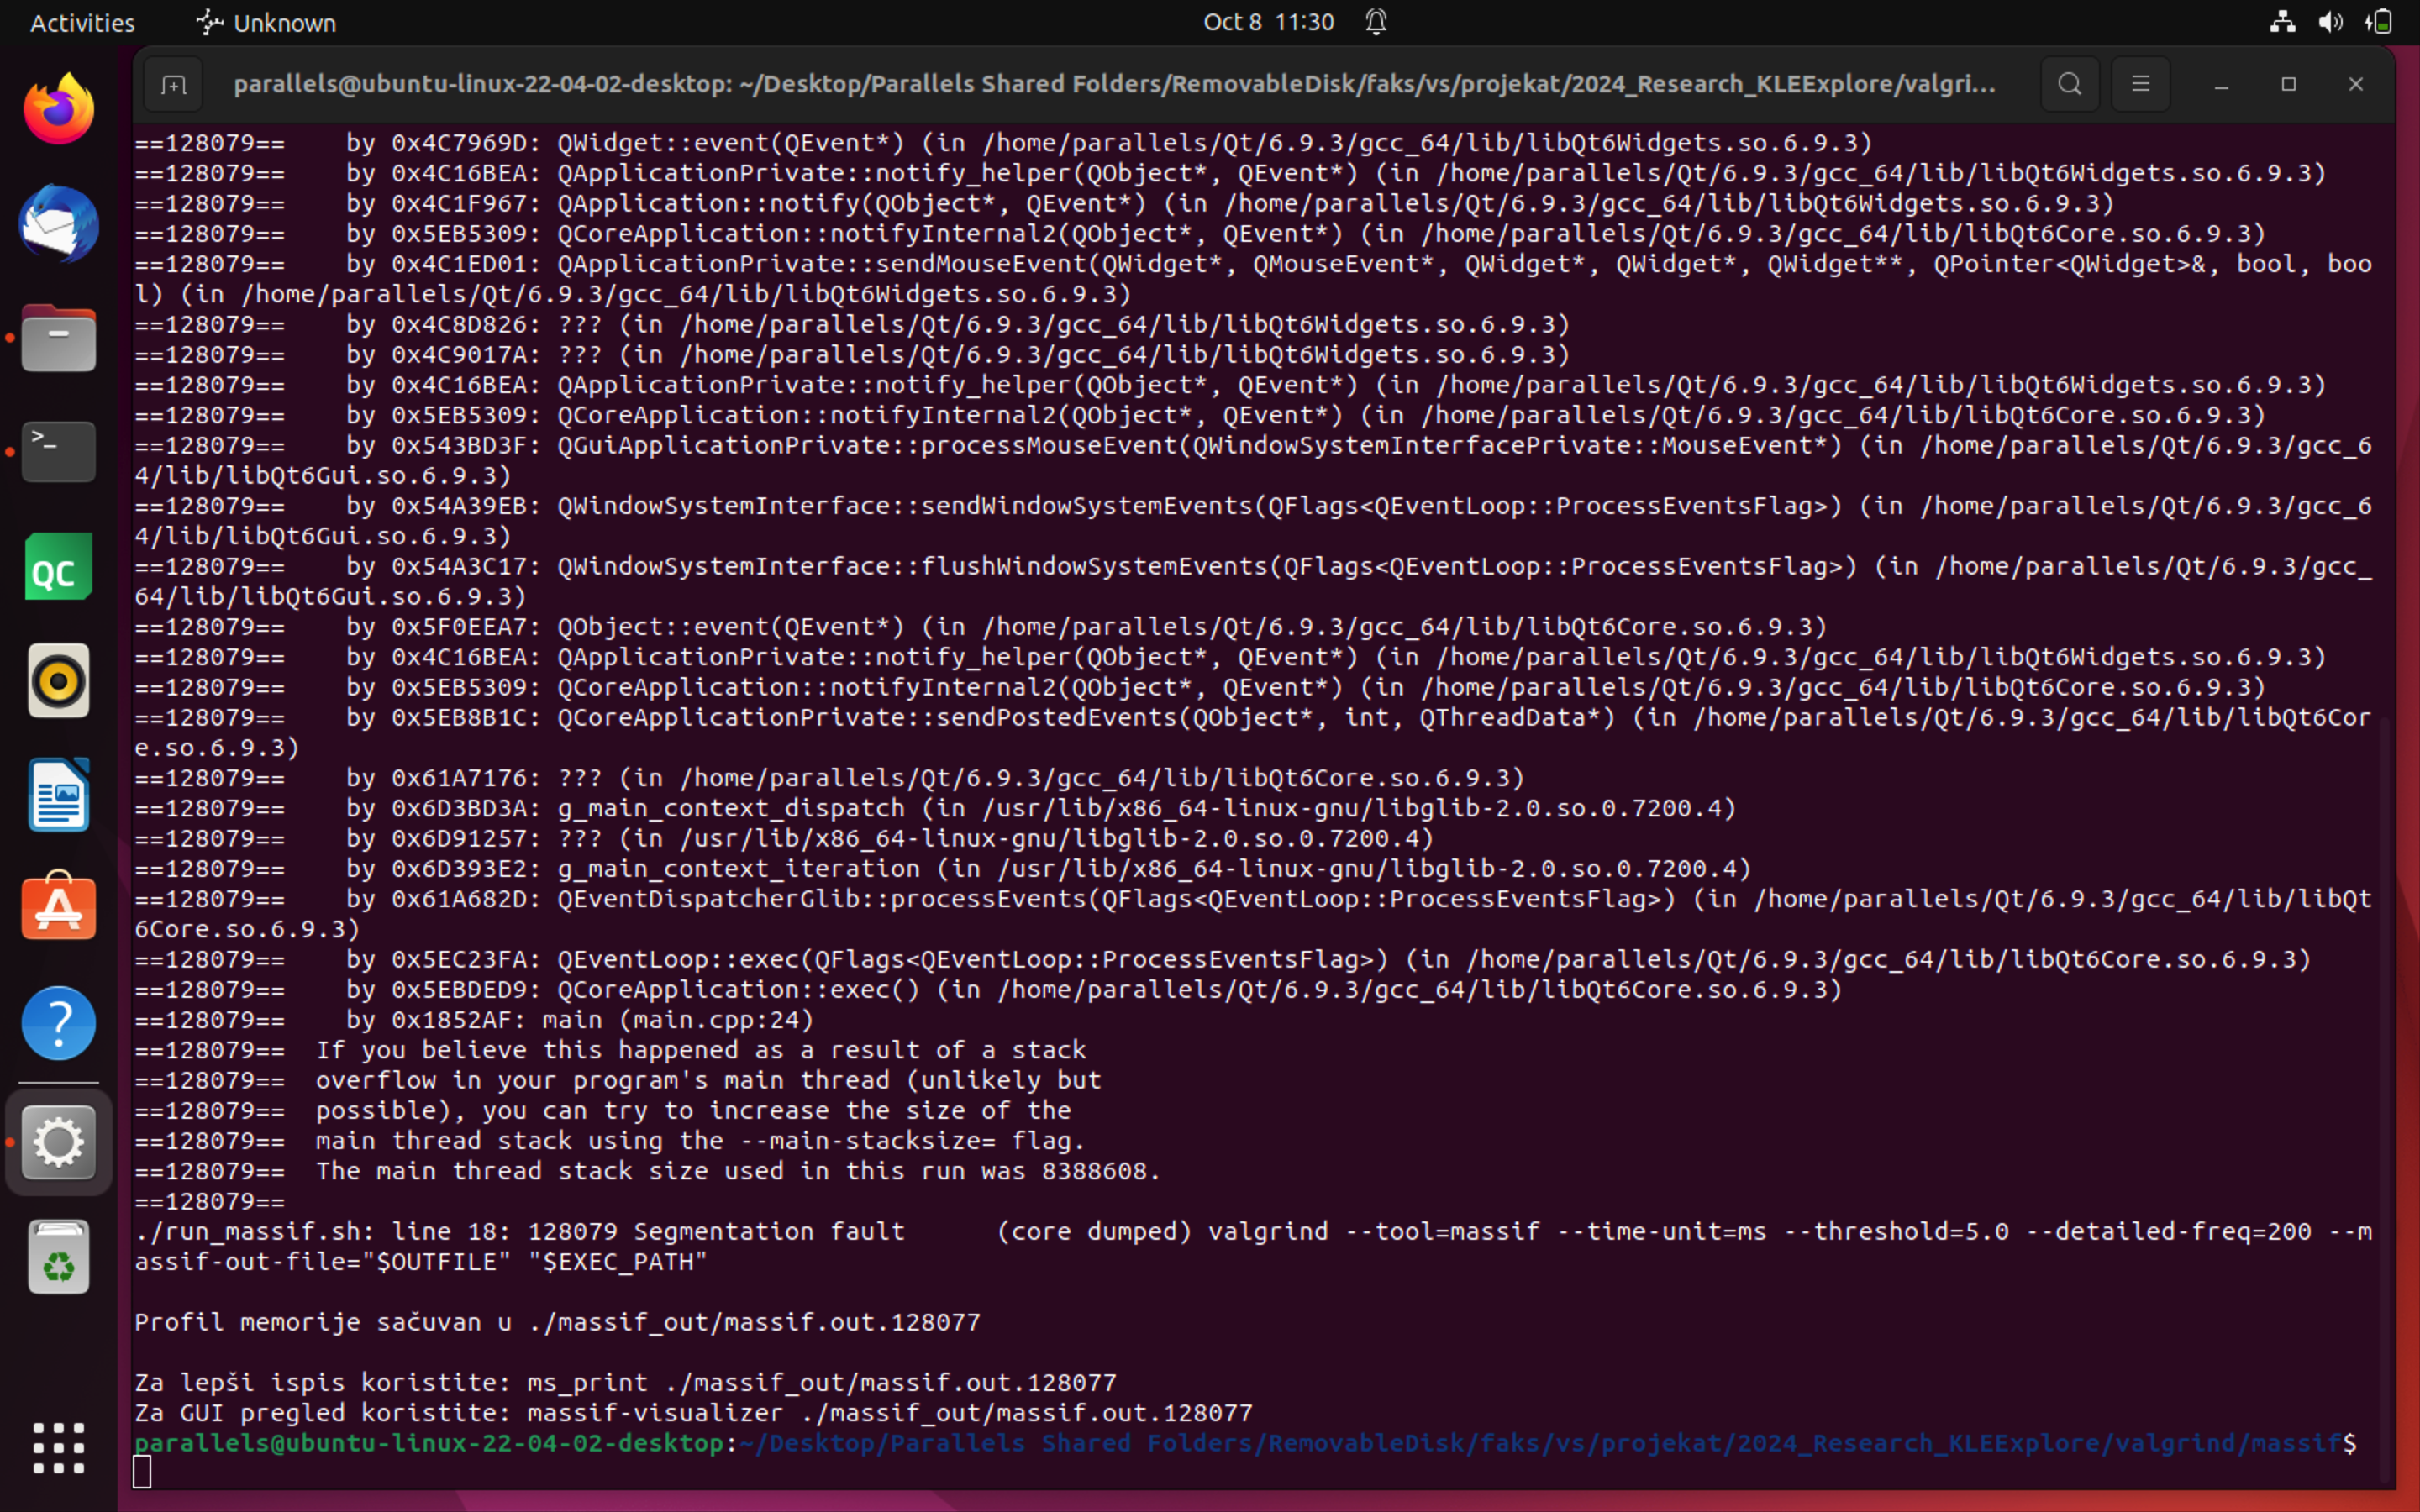 Activities
Unknown
Oct 8 11:30
parallels@ubuntu-linux-22-04-02-desktop: ~/Desktop/Parallels Shared Folders/RemovableDisk/faks/vs/projekat/2024_Research_KLEExplore/valgri...
==128079==    by 0x4C7969D: QWidget::event(QEvent*) (in /home/parallels/Qt/6.9.3/gcc_64/lib/libQt6Widgets.so.6.9.3)
==128079==    by 0x4C16BEA: QApplicationPrivate::notify_helper(QObject*, QEvent*) (in /home/parallels/Qt/6.9.3/gcc_64/lib/libQt6Widgets.so.6.9.3)
==128079==    by 0x4C1F967: QApplication::notify(QObject*, QEvent*) (in /home/parallels/Qt/6.9.3/gcc_64/lib/libQt6Widgets.so.6.9.3)
==128079==    by 0x5EB5309: QCoreApplication::notifyInternal2(QObject*, QEvent*) (in /home/parallels/Qt/6.9.3/gcc_64/lib/libQt6Core.so.6.9.3)
==128079==    by 0x4C1ED01: QApplicationPrivate::sendMouseEvent(QWidget*, QMouseEvent*, QWidget*, QWidget*, QWidget**, QPointer<QWidget>&, bool, boo
l) (in /home/parallels/Qt/6.9.3/gcc_64/lib/libQt6Widgets.so.6.9.3)
==128079==    by 0x4C8D826: ??? (in /home/parallels/Qt/6.9.3/gcc_64/lib/libQt6Widgets.so.6.9.3)
==128079==    by 0x4C9017A: ??? (in /home/parallels/Qt/6.9.3/gcc_64/lib/libQt6Widgets.so.6.9.3)
==128079==    by 0x4C16BEA: QApplicationPrivate::notify_helper(QObject*, QEvent*) (in /home/parallels/Qt/6.9.3/gcc_64/lib/libQt6Widgets.so.6.9.3)
==128079==    by 0x5EB5309: QCoreApplication::notifyInternal2(QObject*, QEvent*) (in /home/parallels/Qt/6.9.3/gcc_64/lib/libQt6Core.so.6.9.3)
==128079==    by 0x543BD3F: QGuiApplicationPrivate::processMouseEvent(QWindowSystemInterfacePrivate::MouseEvent*) (in /home/parallels/Qt/6.9.3/gcc_6
4/lib/libQt6Gui.so.6.9.3)
==128079==    by 0x54A39EB: QWindowSystemInterface::sendWindowSystemEvents(QFlags<QEventLoop::ProcessEventsFlag>) (in /home/parallels/Qt/6.9.3/gcc_6
4/lib/libQt6Gui.so.6.9.3)
==128079==    by 0x54A3C17: QWindowSystemInterface::flushWindowSystemEvents(QFlags<QEventLoop::ProcessEventsFlag>) (in /home/parallels/Qt/6.9.3/gcc_
64/lib/libQt6Gui.so.6.9.3)
==128079==    by 0x5F0EEA7: QObject::event(QEvent*) (in /home/parallels/Qt/6.9.3/gcc_64/lib/libQt6Core.so.6.9.3)
==128079==    by 0x4C16BEA: QApplicationPrivate::notify_helper(QObject*, QEvent*) (in /home/parallels/Qt/6.9.3/gcc_64/lib/libQt6Widgets.so.6.9.3)
==128079==    by 0x5EB5309: QCoreApplication::notifyInternal2(QObject*, QEvent*) (in /home/parallels/Qt/6.9.3/gcc_64/lib/libQt6Core.so.6.9.3)
==128079==    by 0x5EB8B1C: QCoreApplicationPrivate::sendPostedEvents(QObject*, int, QThreadData*) (in /home/parallels/Qt/6.9.3/gcc_64/lib/libQt6Cor
e.so.6.9.3)
==128079==    by 0x61A7176: ??? (in /home/parallels/Qt/6.9.3/gcc_64/lib/libQt6Core.so.6.9.3)
==128079==    by 0x6D3BD3A: g_main_context_dispatch (in /usr/lib/x86_64-linux-gnu/libglib-2.0.so.0.7200.4)
==128079==    by 0x6D91257: ??? (in /usr/lib/x86_64-linux-gnu/libglib-2.0.so.0.7200.4)
==128079==    by 0x6D393E2: g_main_context_iteration (in /usr/lib/x86_64-linux-gnu/libglib-2.0.so.0.7200.4)
==128079==    by 0x61A682D: QEventDispatcherGlib::processEvents(QFlags<QEventLoop::ProcessEventsFlag>) (in /home/parallels/Qt/6.9.3/gcc_64/lib/libQt
6Core.so.6.9.3)
==128079==    by 0x5EC23FA: QEventLoop::exec(QFlags<QEventLoop::ProcessEventsFlag>) (in /home/parallels/Qt/6.9.3/gcc_64/lib/libQt6Core.so.6.9.3)
==128079==    by 0x5EBDED9: QCoreApplication::exec() (in /home/parallels/Qt/6.9.3/gcc_64/lib/libQt6Core.so.6.9.3)
==128079==    by 0x1852AF: main (main.cpp:24)
==128079==  If you believe this happened as a result of a stack
==128079==  overflow in your program's main thread (unlikely but
==128079==  possible), you can try to increase the size of the
==128079==  main thread stack using the --main-stacksize= flag.
==128079==  The main thread stack size used in this run was 8388608.
==128079==
./run_massif.sh: line 18: 128079 Segmentation fault      (core dumped) valgrind --tool=massif --time-unit=ms --threshold=5.0 --detailed-freq=200 --m
assif-out-file="$OUTFILE" "$EXEC_PATH"
Profil memorije sačuvan u ./massif_out/massif.out.128077
Za lepši ispis koristite: ms_print ./massif_out/massif.out.128077
Za GUI pregled koristite: massif-visualizer ./massif_out/massif.out.128077
parallels@ubuntu-linux-22-04-02-desktop:~/Desktop/Parallels Shared Folders/RemovableDisk/faks/vs/projekat/2024_Research_KLEExplore/valgrind/massif$
QC